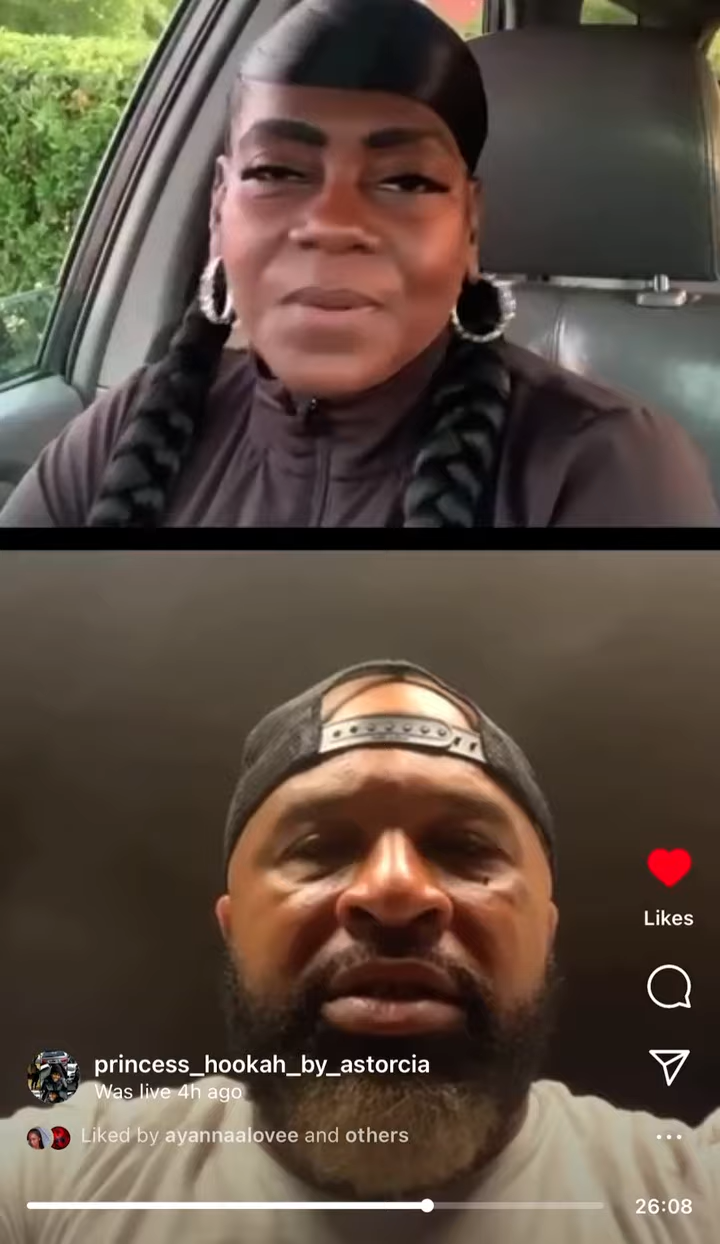 Likes
princess_hookah_by_astorcia
Was live 4h ago
Liked by ayannaalovee and others
26:08